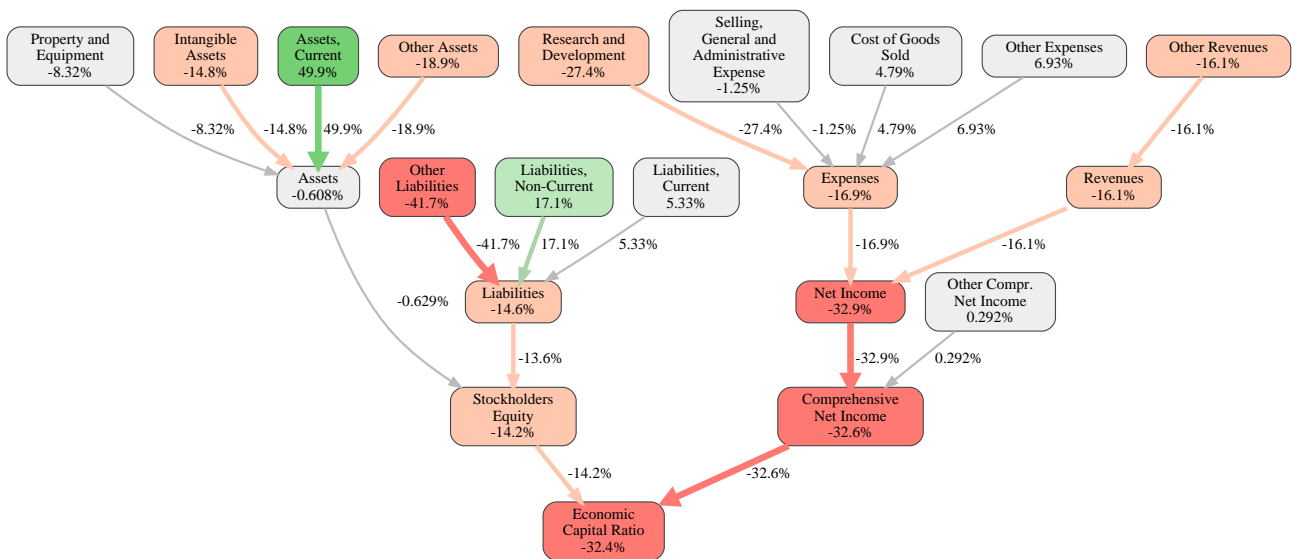 Property and
Equipment
-8.32%
Intangible
Assets
-14.8%
Assets,
Current
49.9%
Other Assets
-18.9%
Research and
Development
-27.4%
Selling,
General and
Administrative
Expense
-1.25%
Cost of Goods
Sold
4.79%
Other Expenses
6.93%
Other Revenues
-16.1%
-8.32%
-14.8%
49.9%
-18.9%
-27.4%
-1.25%
4.79%
6.93%
-16.1%
Assets
-0.608%
Other
Liabilities
-41.7%
Liabilities,
Non-Current
17.1%
Liabilities,
Current
5.33%
Expenses
-16.9%
Revenues
-16.1%
-41.7%
17.1%
5.33%
-16.9%
-16.1%
-0.629%
Liabilities
-14.6%
Net Income
-32.9%
Other Compr.
Net Income
0.292%
-13.6%
-32.9%
0.292%
Stockholders
Equity
-14.2%
Comprehensive
Net Income
-32.6%
-14.2%
-32.6%
Economic
Capital Ratio
-32.4%